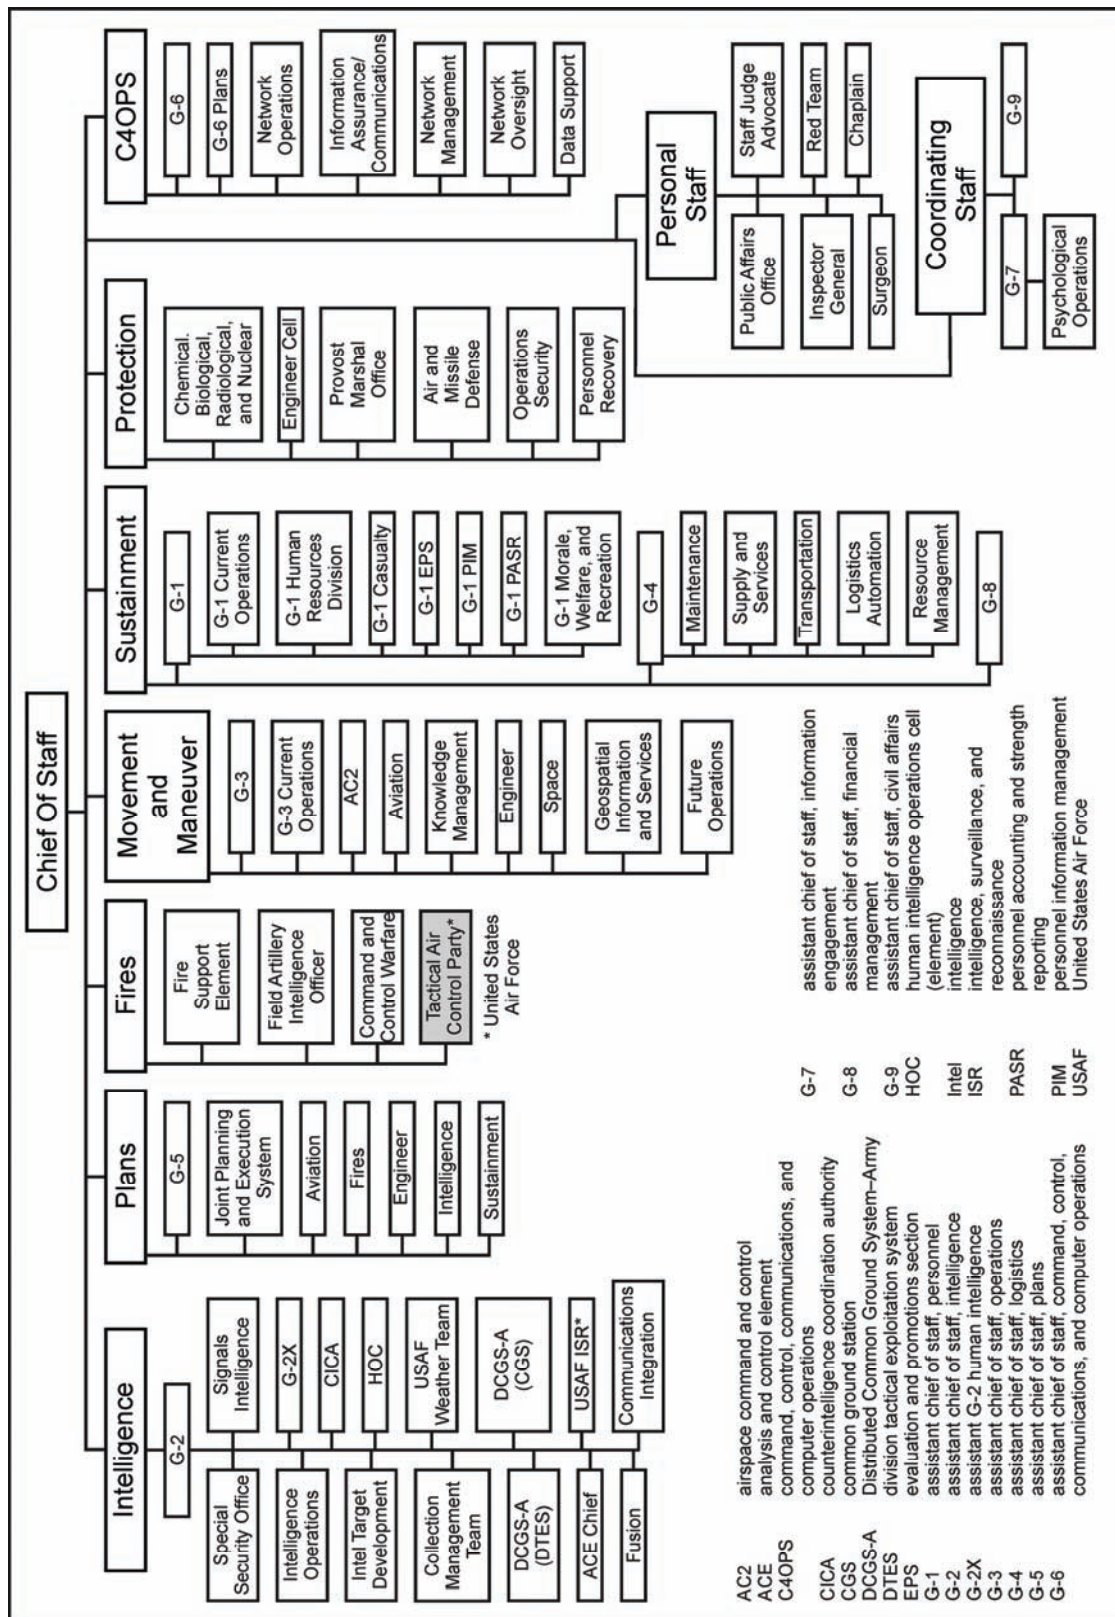 Chief Of Staff
Intelligence
G-2
Special
Security Office
Signals
Intelligence
Intelligence
Operations
G-2X
Intel Target
Development
CICA
HOC
Collection
Management
Team
USAF
Weather Team
DCGS-A
(DTES)
DCGS-A
(CGS)
ACE Chief
USAF ISR*
Fusion
Communications
Integration
Plans
G-5
Joint Planning
and Execution
System
Aviation
Fires
Engineer
Intelligence
Sustainment
Fires
Fire
Support
Element
Field Artillery
Intelligence
Officer
Command and
Control Warfare
Tactical Air
Control Party*
* United States
Air Force
Movement
and
Maneuver
G-3
G-3 Current
Operations
AC2
Aviation
Knowledge
Management
Engineer
Space
Geospatial
Information
and Services
Future
Operations
Sustainment
G-1
G-1 Current
Operations
G-1 Human
Resources
Division
G-1 Casualty
G-1 EPS
G-1 PIM
G-1 PASR
G-1 Morale,
Welfare, and
Recreation
G-4
Maintenance
Supply and
Services
Transportation
Logistics
Automation
Resource
Management
G-8
Protection
Chemical.
Biological,
Radiological,
and Nuclear
Engineer Cell
Provost
Marshal
Office
Air and
Missile
Defense
Operations
Security
Personnel
Recovery
C4OPS
G-6
G-6 Plans
Network
Operations
Information
Assurance/
Communications
Network
Management
Network
Oversight
Data Support
Personal
Staff
Public Affairs
Office
Staff Judge
Advocate
Inspector
General
Red Team
Surgeon
Chaplain
Coordinating
Staff
G-7
G-9
Psychological
Operations
AC2 airspace command and control
ACE analysis and control element
C4OPS command, control, communications, and
computer operations
CICA counterintelligence coordination authority
CGS common ground station
DCGS-A Distributed Common Ground System–Army
DTES division tactical exploitation system
EPS evaluation and promotions section
G-1 assistant chief of staff, personnel
G-2 assistant chief of staff, intelligence
G-2X assistant G-2 human intelligence
G-3 assistant chief of staff, operations
G-4 assistant chief of staff, logistics
G-5 assistant chief of staff, plans
G-6 assistant chief of staff, command, control,
communications, and computer operations
G-7 assistant chief of staff, information
engagement
G-8 assistant chief of staff, financial
management
G-9 assistant chief of staff, civil affairs
HOC human intelligence operations cell
(element)
Intel intelligence
ISR intelligence, surveillance, and
reconnaissance
PASR personnel accounting and strength
reporting
PIM personnel information management
USAF United States Air Force